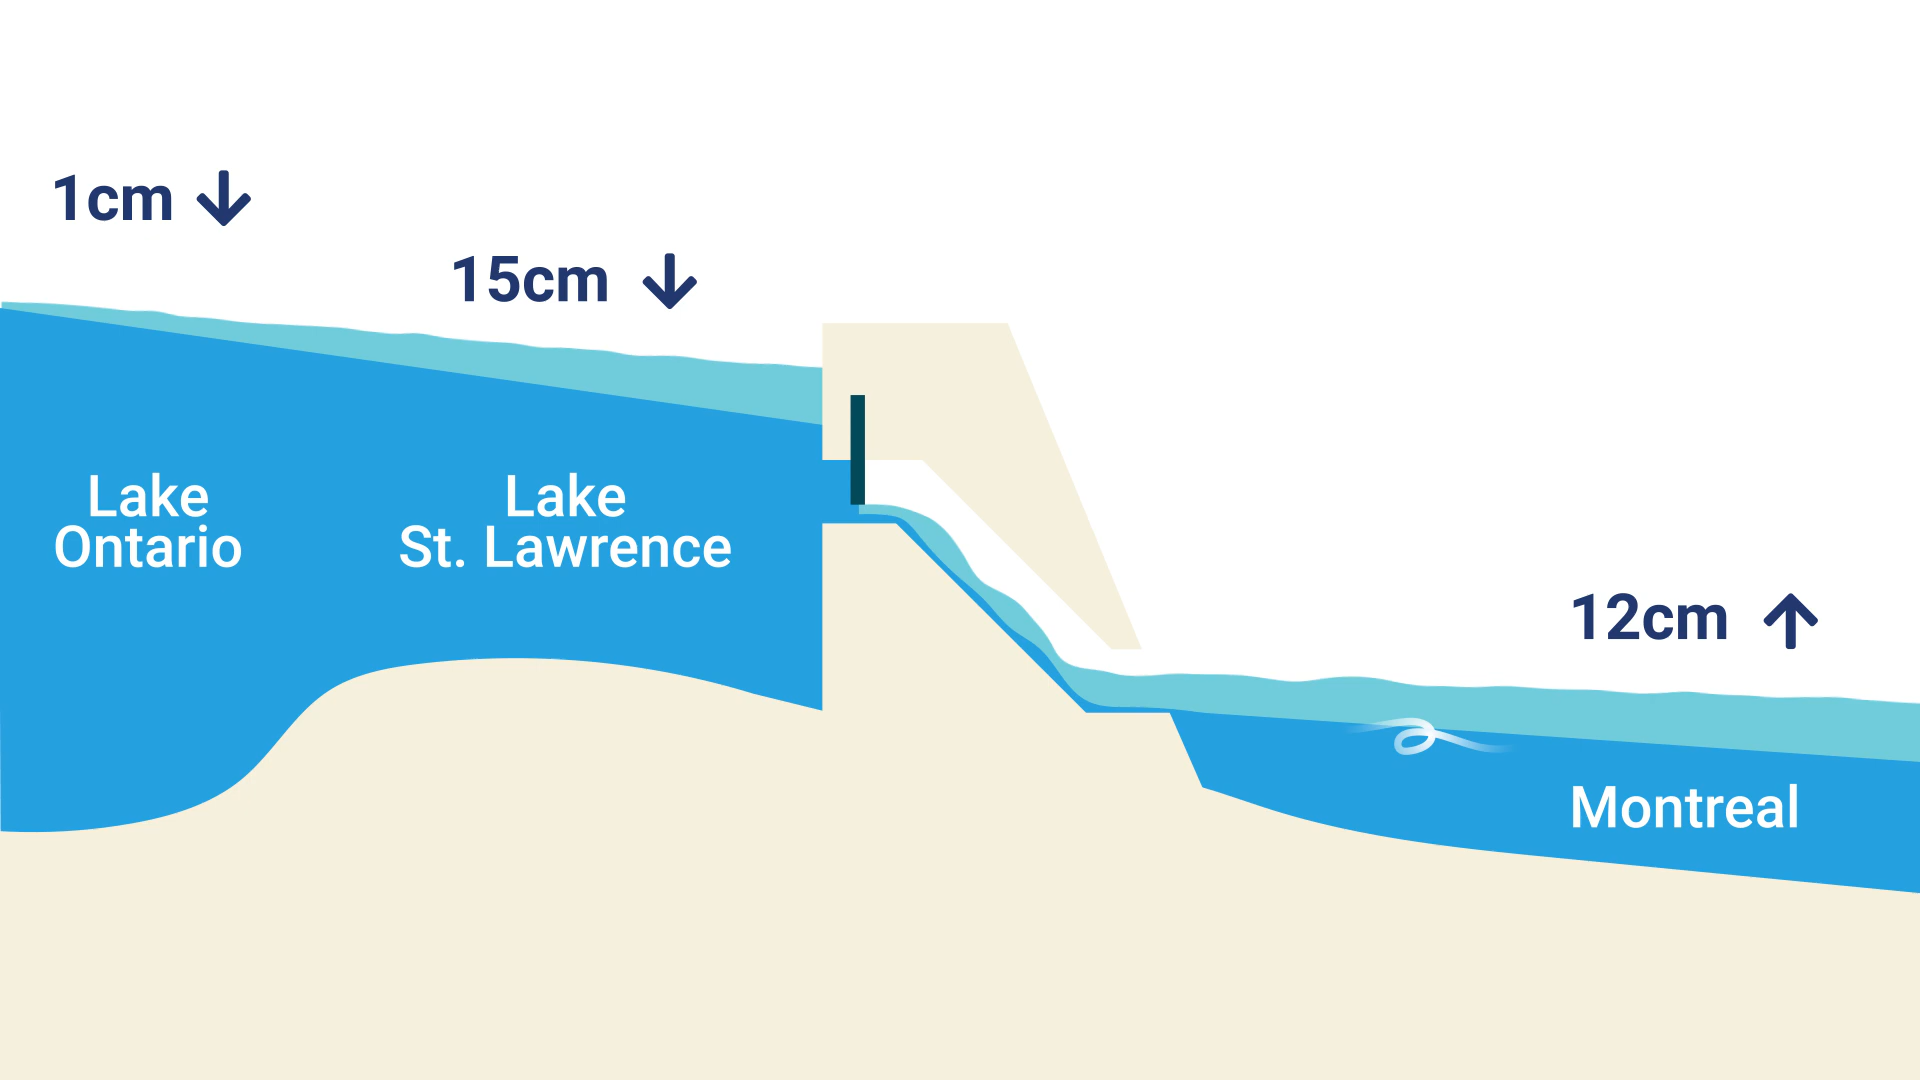 1cm
15cm
Lake
Ontario
Lake
St. Lawrence
12cm
Montreal